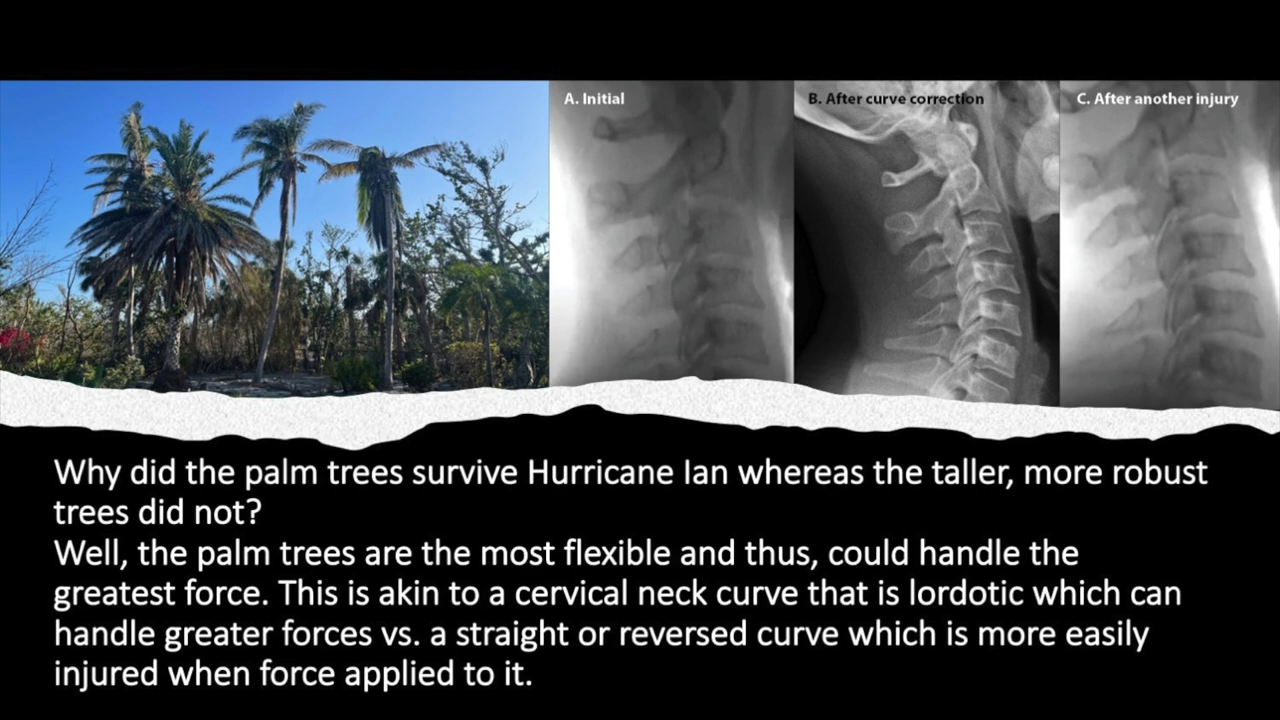 A. Initial
B. After curve correction
C. After another injury
Why did the palm trees survive Hurricane Ian whereas the taller, more robust
trees did not?
Well, the palm trees are the most flexible and thus, could handle the
greatest force. This is akin to a cervical neck curve that is lordotic which can
handle greater forces vs. a straight or reversed curve which is more easily
injured when force applied to it.